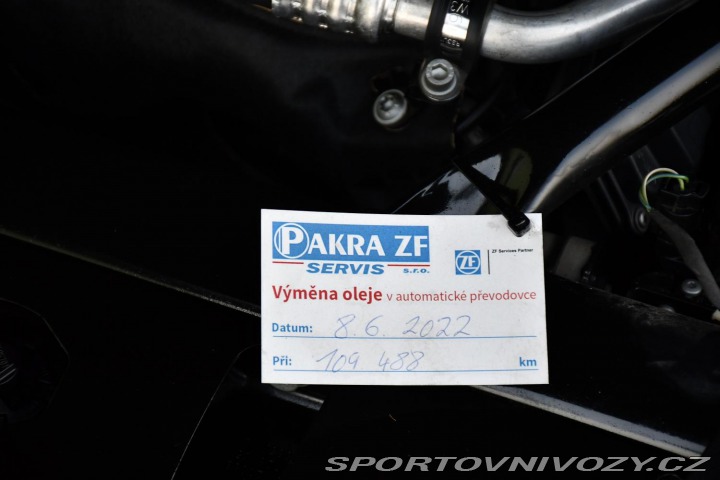 PAKRA ZF
SERVIS s.r.o.
ZF
ZF Services Partner
Výměna oleje v automatické převodovce
Datum: 8.6.2022
Při: 109 488 km
SPORTOVNIVOZY.CZ